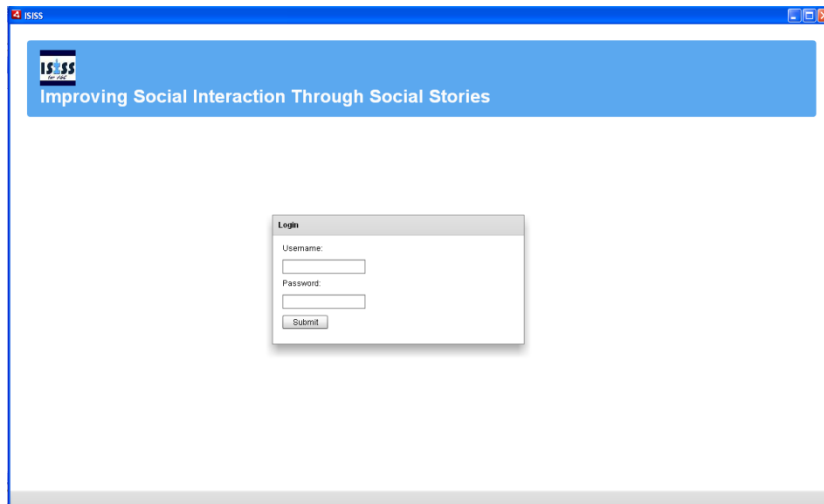 ISISS
ISISS
Improving Social Interaction Through Social Stories
Login
Username:
Password:
Submit